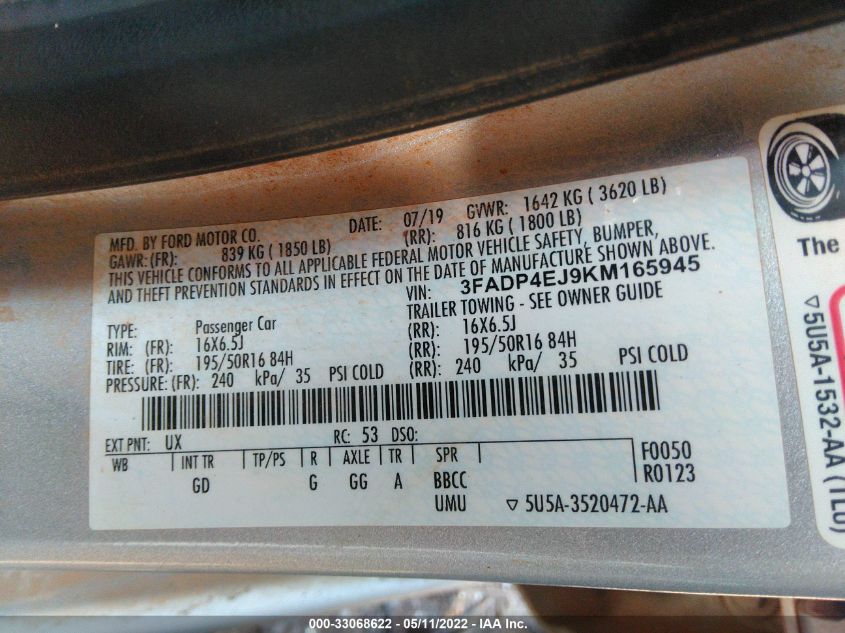 MFD. BY FORD MOTOR CO. DATE: 07/19 GVWR: 1642 KG ( 3620 LB)
GAWR:(FR): 839 KG ( 1850 LB) (RR): 816 KG ( 1800 LB)
THIS VEHICLE CONFORMS TO ALL APPLICABLE FEDERAL MOTOR VEHICLE SAFETY, BUMPER,
AND THEFT PREVENTION STANDARDS IN EFFECT ON THE DATE OF MANUFACTURE SHOWN ABOVE.
VIN: 3FADP4EJ9KM165945
TRAILER TOWING - SEE OWNER GUIDE
TYPE: Passenger Car
RIM: (FR): 16X6.5J (RR): 16X6.5J
TIRE: (FR): 195/50R16 84H (RR): 195/50R16 84H
PRESSURE:(FR): 240 kPa/ 35 PSI COLD (RR): 240 kPa/ 35 PSI COLD
EXT PNT: UX RC: 53 DSO:
WB INT TR TP/PS R AXLE TR SPR F0050
GD G GG A BBCC R0123
UMU ▽ 5U5A-3520472-AA
The
▽5U5A-1532-AA (TLU)
000-33068622 - 05/11/2022 - IAA Inc.